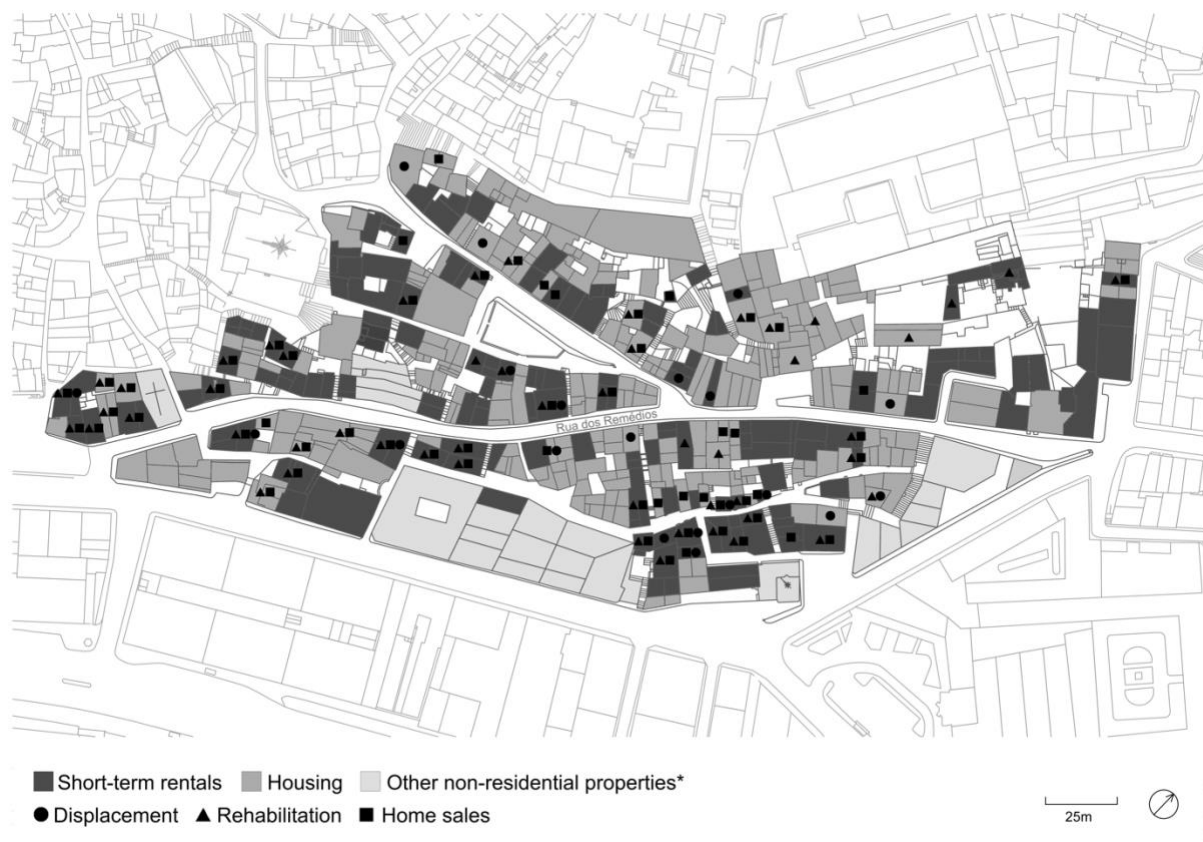 Rua dos Remédios
Short-term rentals Housing Other non-residential properties*
Displacement Rehabilitation Home sales
25m